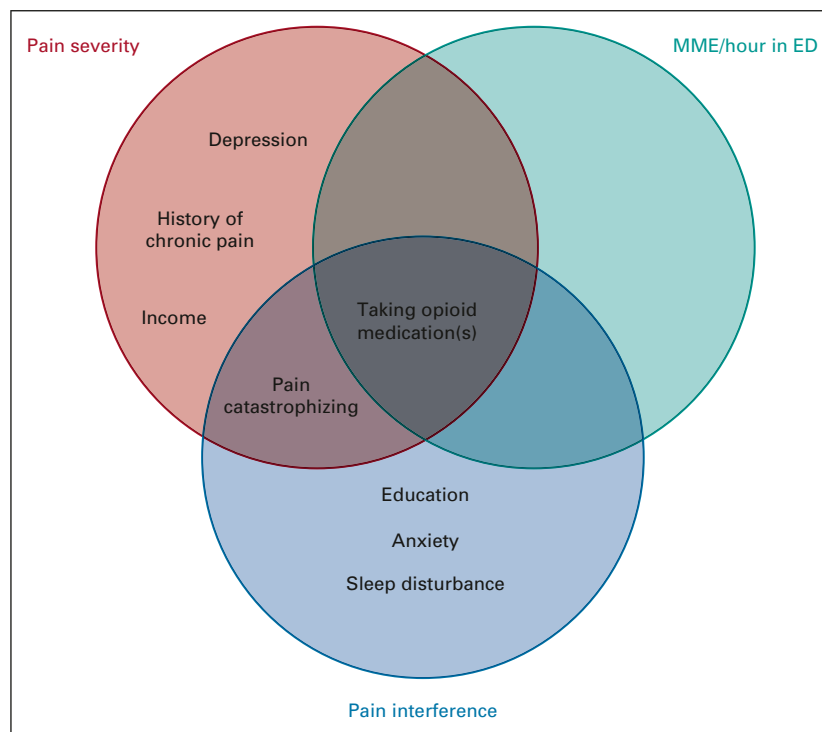 Pain severity
MME/hour in ED
Depression
History of
chronic pain
Income
Taking opioid
medication(s)
Pain
catastrophizing
Education
Anxiety
Sleep disturbance
Pain interference